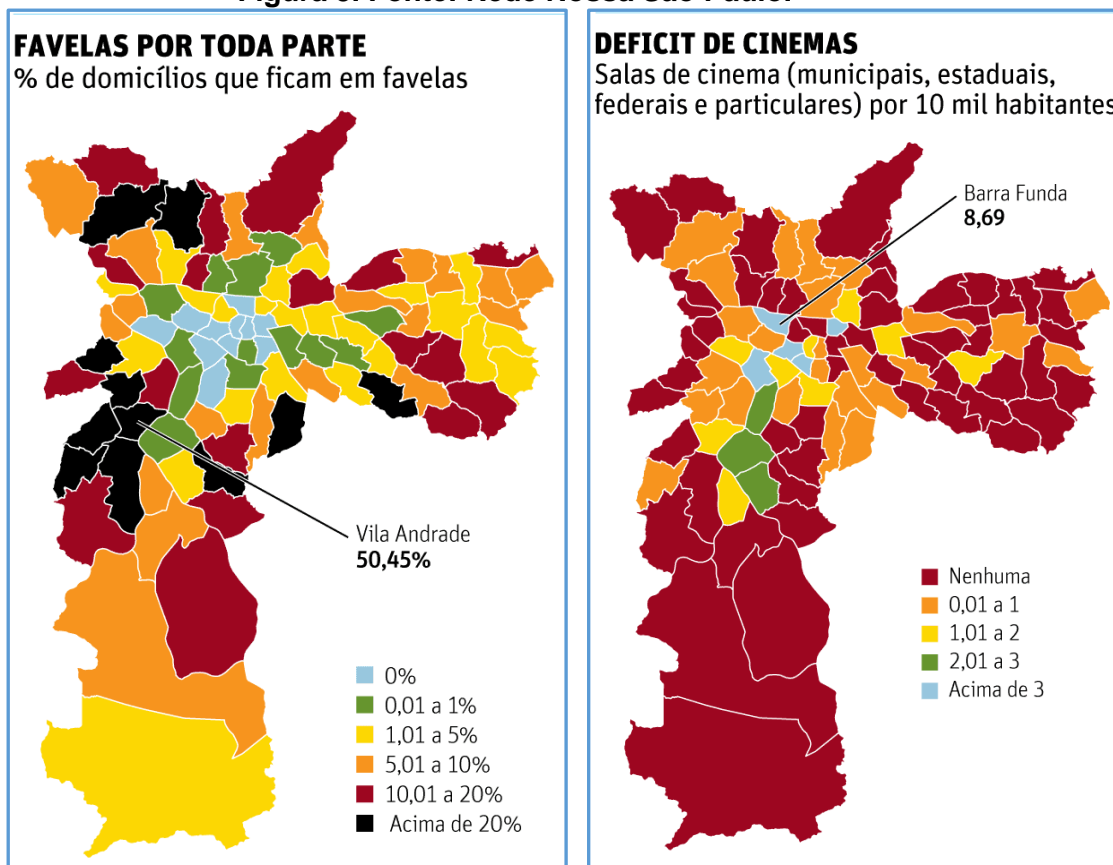 FAVELAS POR TODA PARTE
% de domicílios que ficam em favelas
Vila Andrade
50,45%
0%
0,01 a 1%
1,01 a 5%
5,01 a 10%
10,01 a 20%
Acima de 20%
DEFICIT DE CINEMAS
Salas de cinema (municipais, estaduais,
federais e particulares) por 10 mil habitantes
Barra Funda
8,69
Nenhuma
0,01 a 1
1,01 a 2
2,01 a 3
Acima de 3